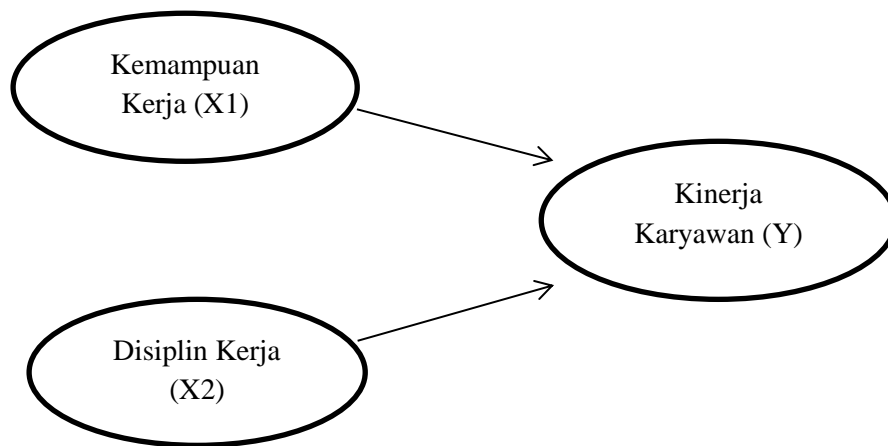 Kemampuan
Kerja (X1)
Kinerja
Karyawan (Y)
Disiplin Kerja
(X2)